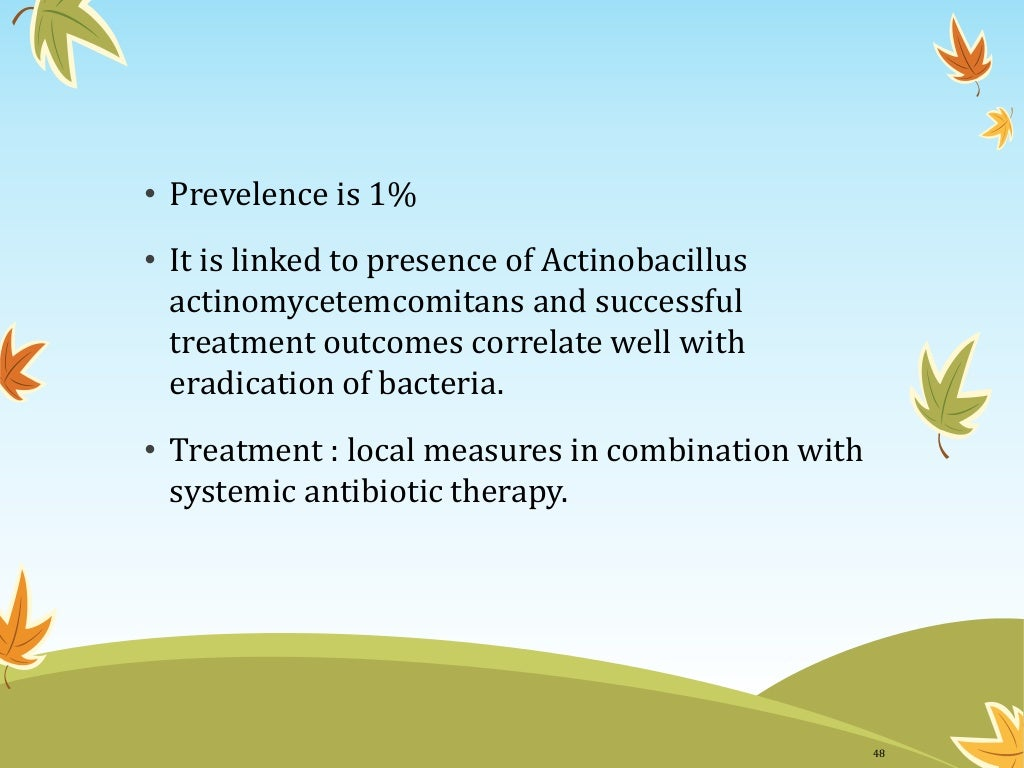 • Prevelence is 1%
• It is linked to presence of Actinobacillus
actinomycetemcomitans and successful
treatment outcomes correlate well with
eradication of bacteria.
• Treatment : local measures in combination with
systemic antibiotic therapy.
48